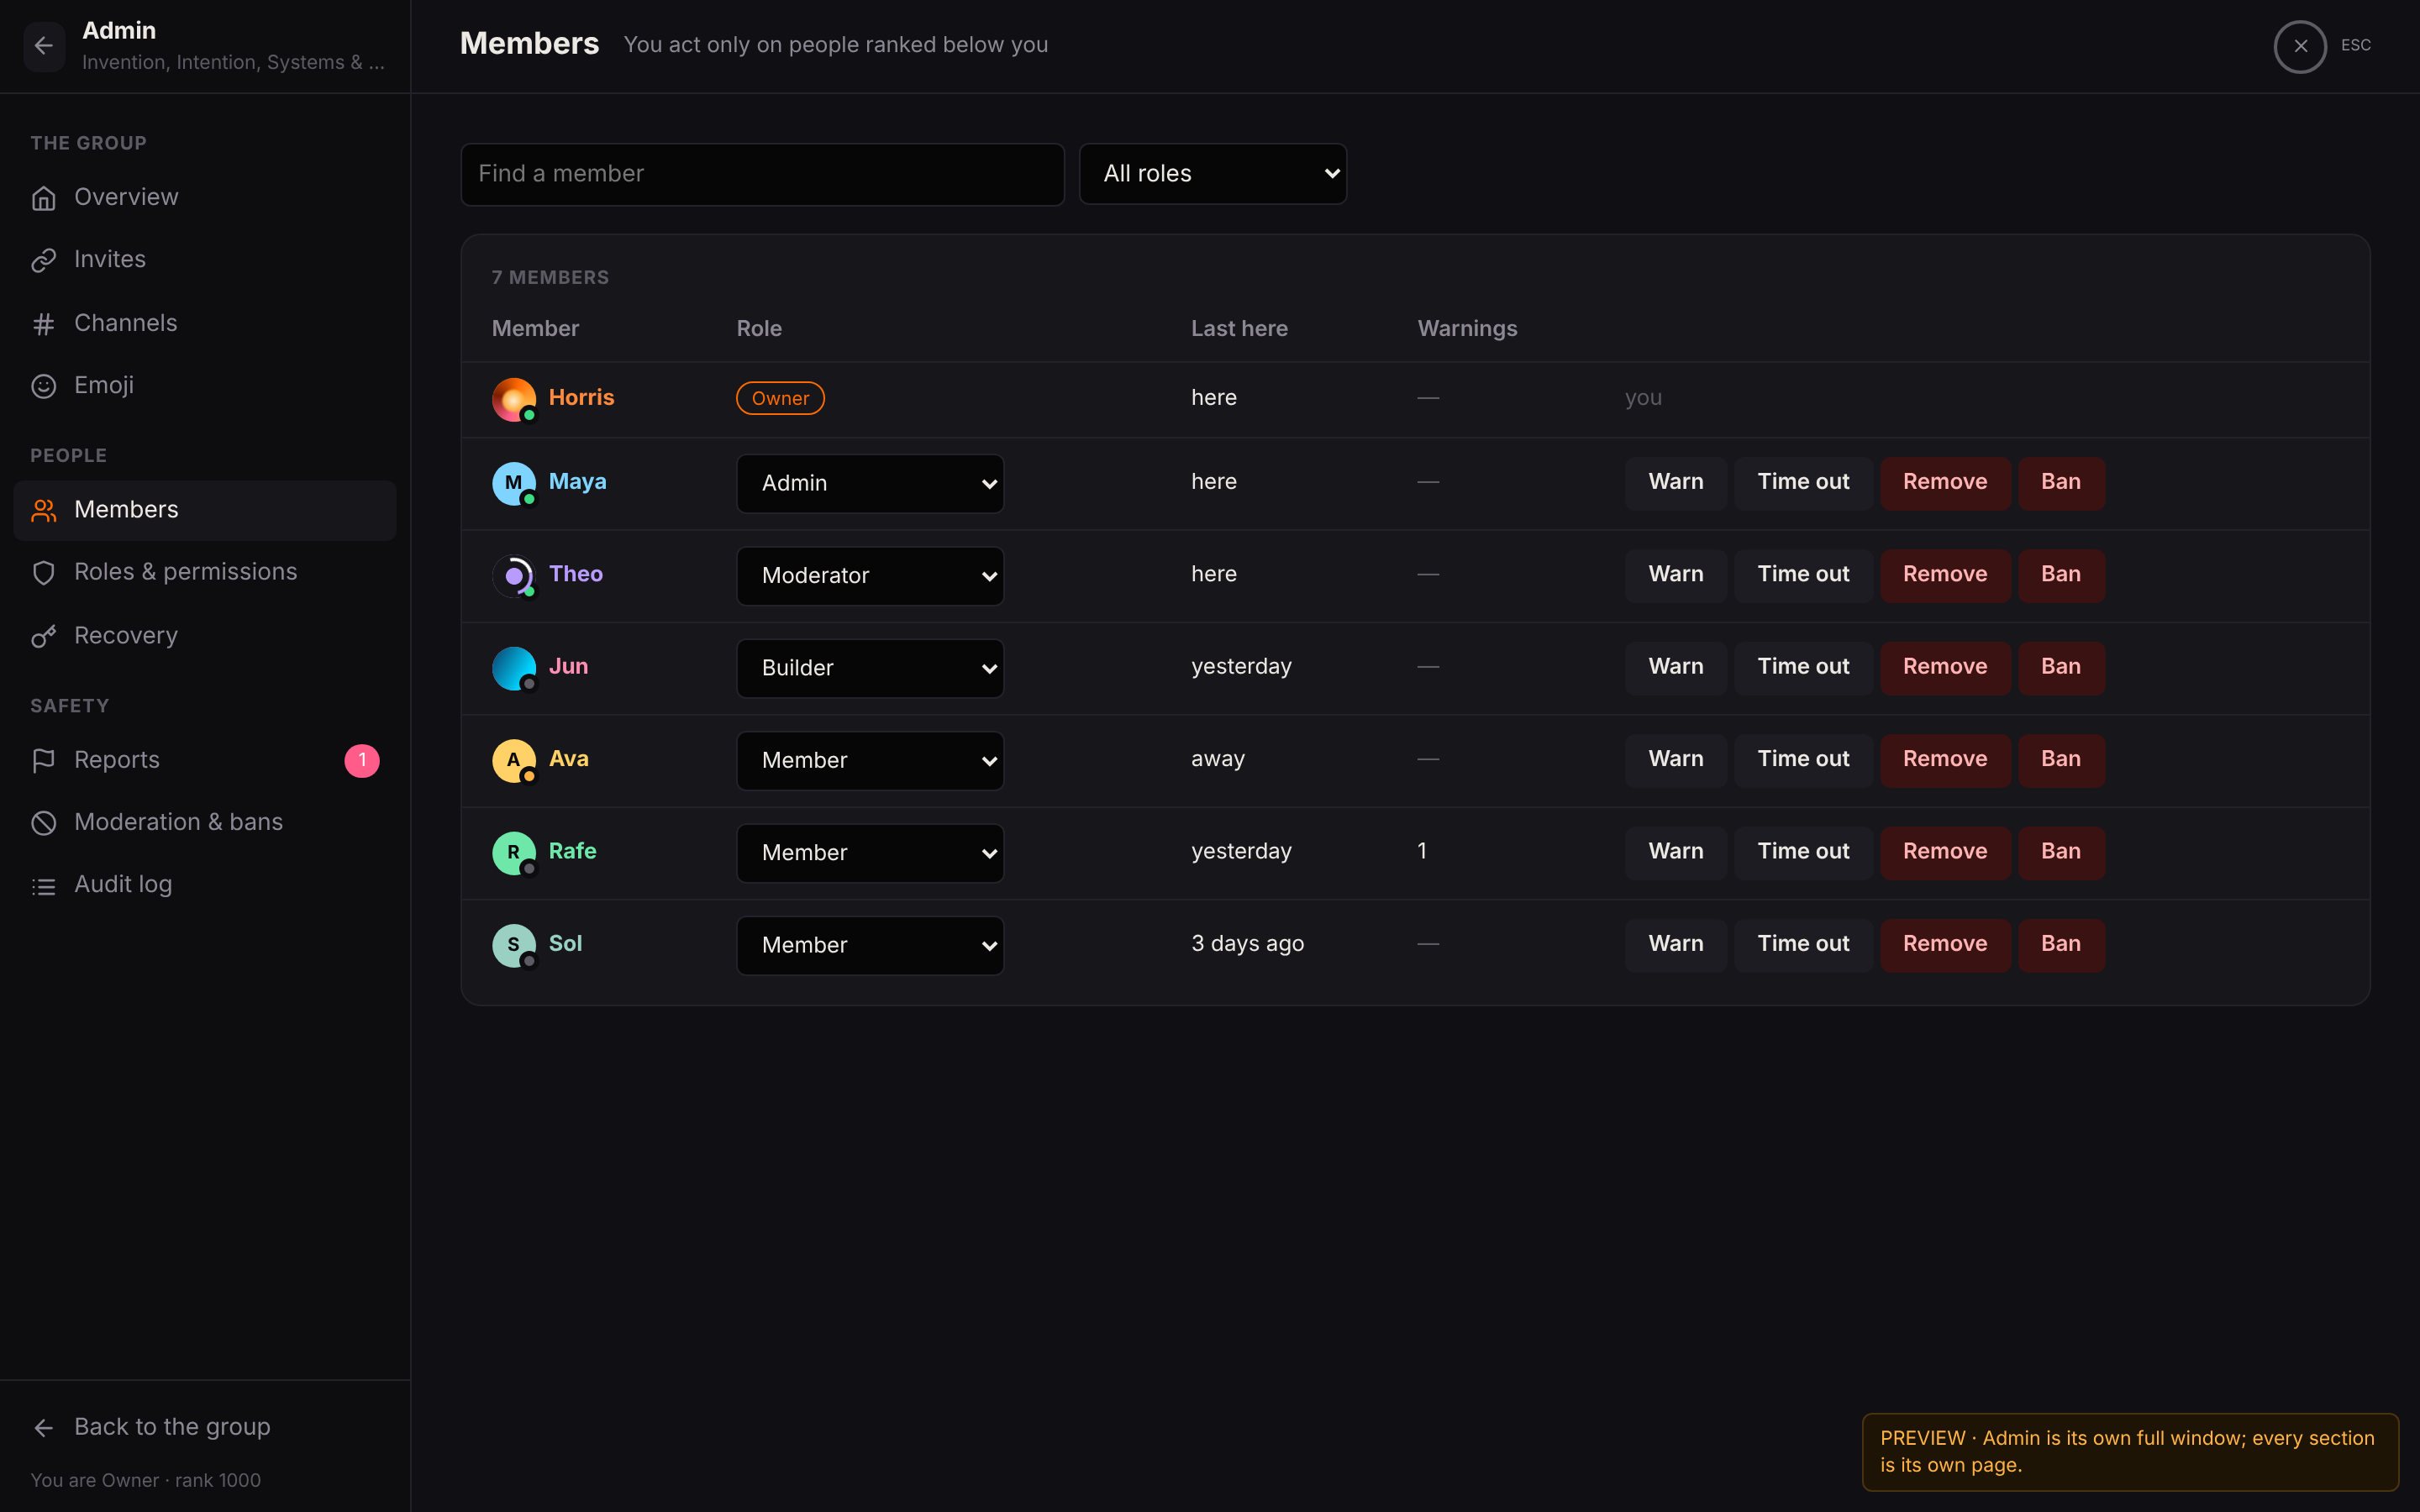 Admin
Invention, Intention, Systems & ...
Members You act only on people ranked below you
ESC
THE GROUP
Overview
Invites
Channels
Emoji
PEOPLE
Members
Roles & permissions
Recovery
SAFETY
Reports 1
Moderation & bans
Audit log
Back to the group
You are Owner · rank 1000
Find a member All roles
7 MEMBERS
Member Role Last here Warnings
Horris Owner here — you
M Maya Admin here — Warn Time out Remove Ban
Theo Moderator here — Warn Time out Remove Ban
Jun Builder yesterday — Warn Time out Remove Ban
A Ava Member away — Warn Time out Remove Ban
R Rafe Member yesterday 1 Warn Time out Remove Ban
S Sol Member 3 days ago — Warn Time out Remove Ban
PREVIEW · Admin is its own full window; every section
is its own page.